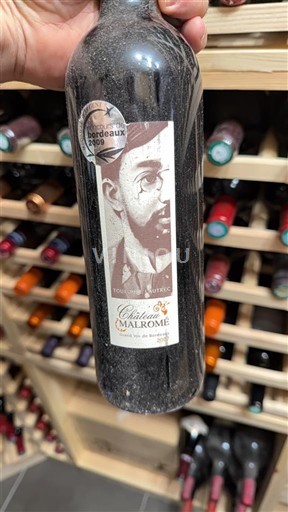 bordeaux
2009
TOULOUSE LAUTREC
Château
MALROMÉ
Grand Vin de Bordeaux